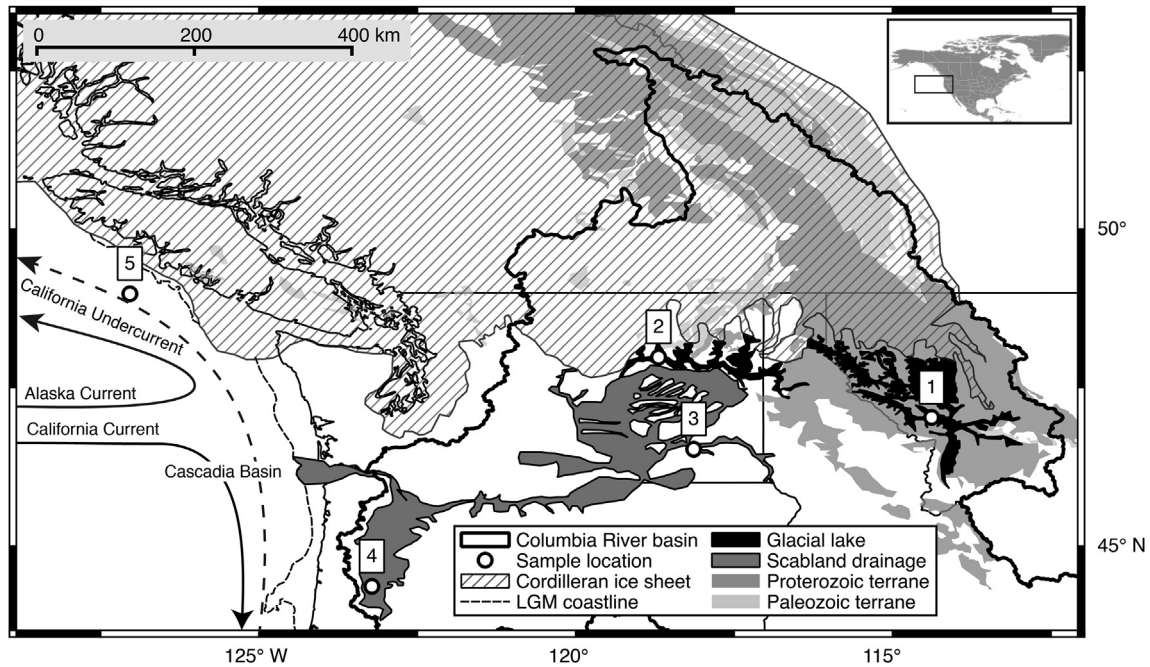 0 200 400 km
50°
5
California Undercurrent
2
Alaska Current
1
3
California Current
Cascadia Basin
4
Columbia River basin
Sample location
Cordilleran ice sheet
LGM coastline
Glacial lake
Scabland drainage
Proterozoic terrane
Paleozoic terrane
45° N
125° W 120° 115°